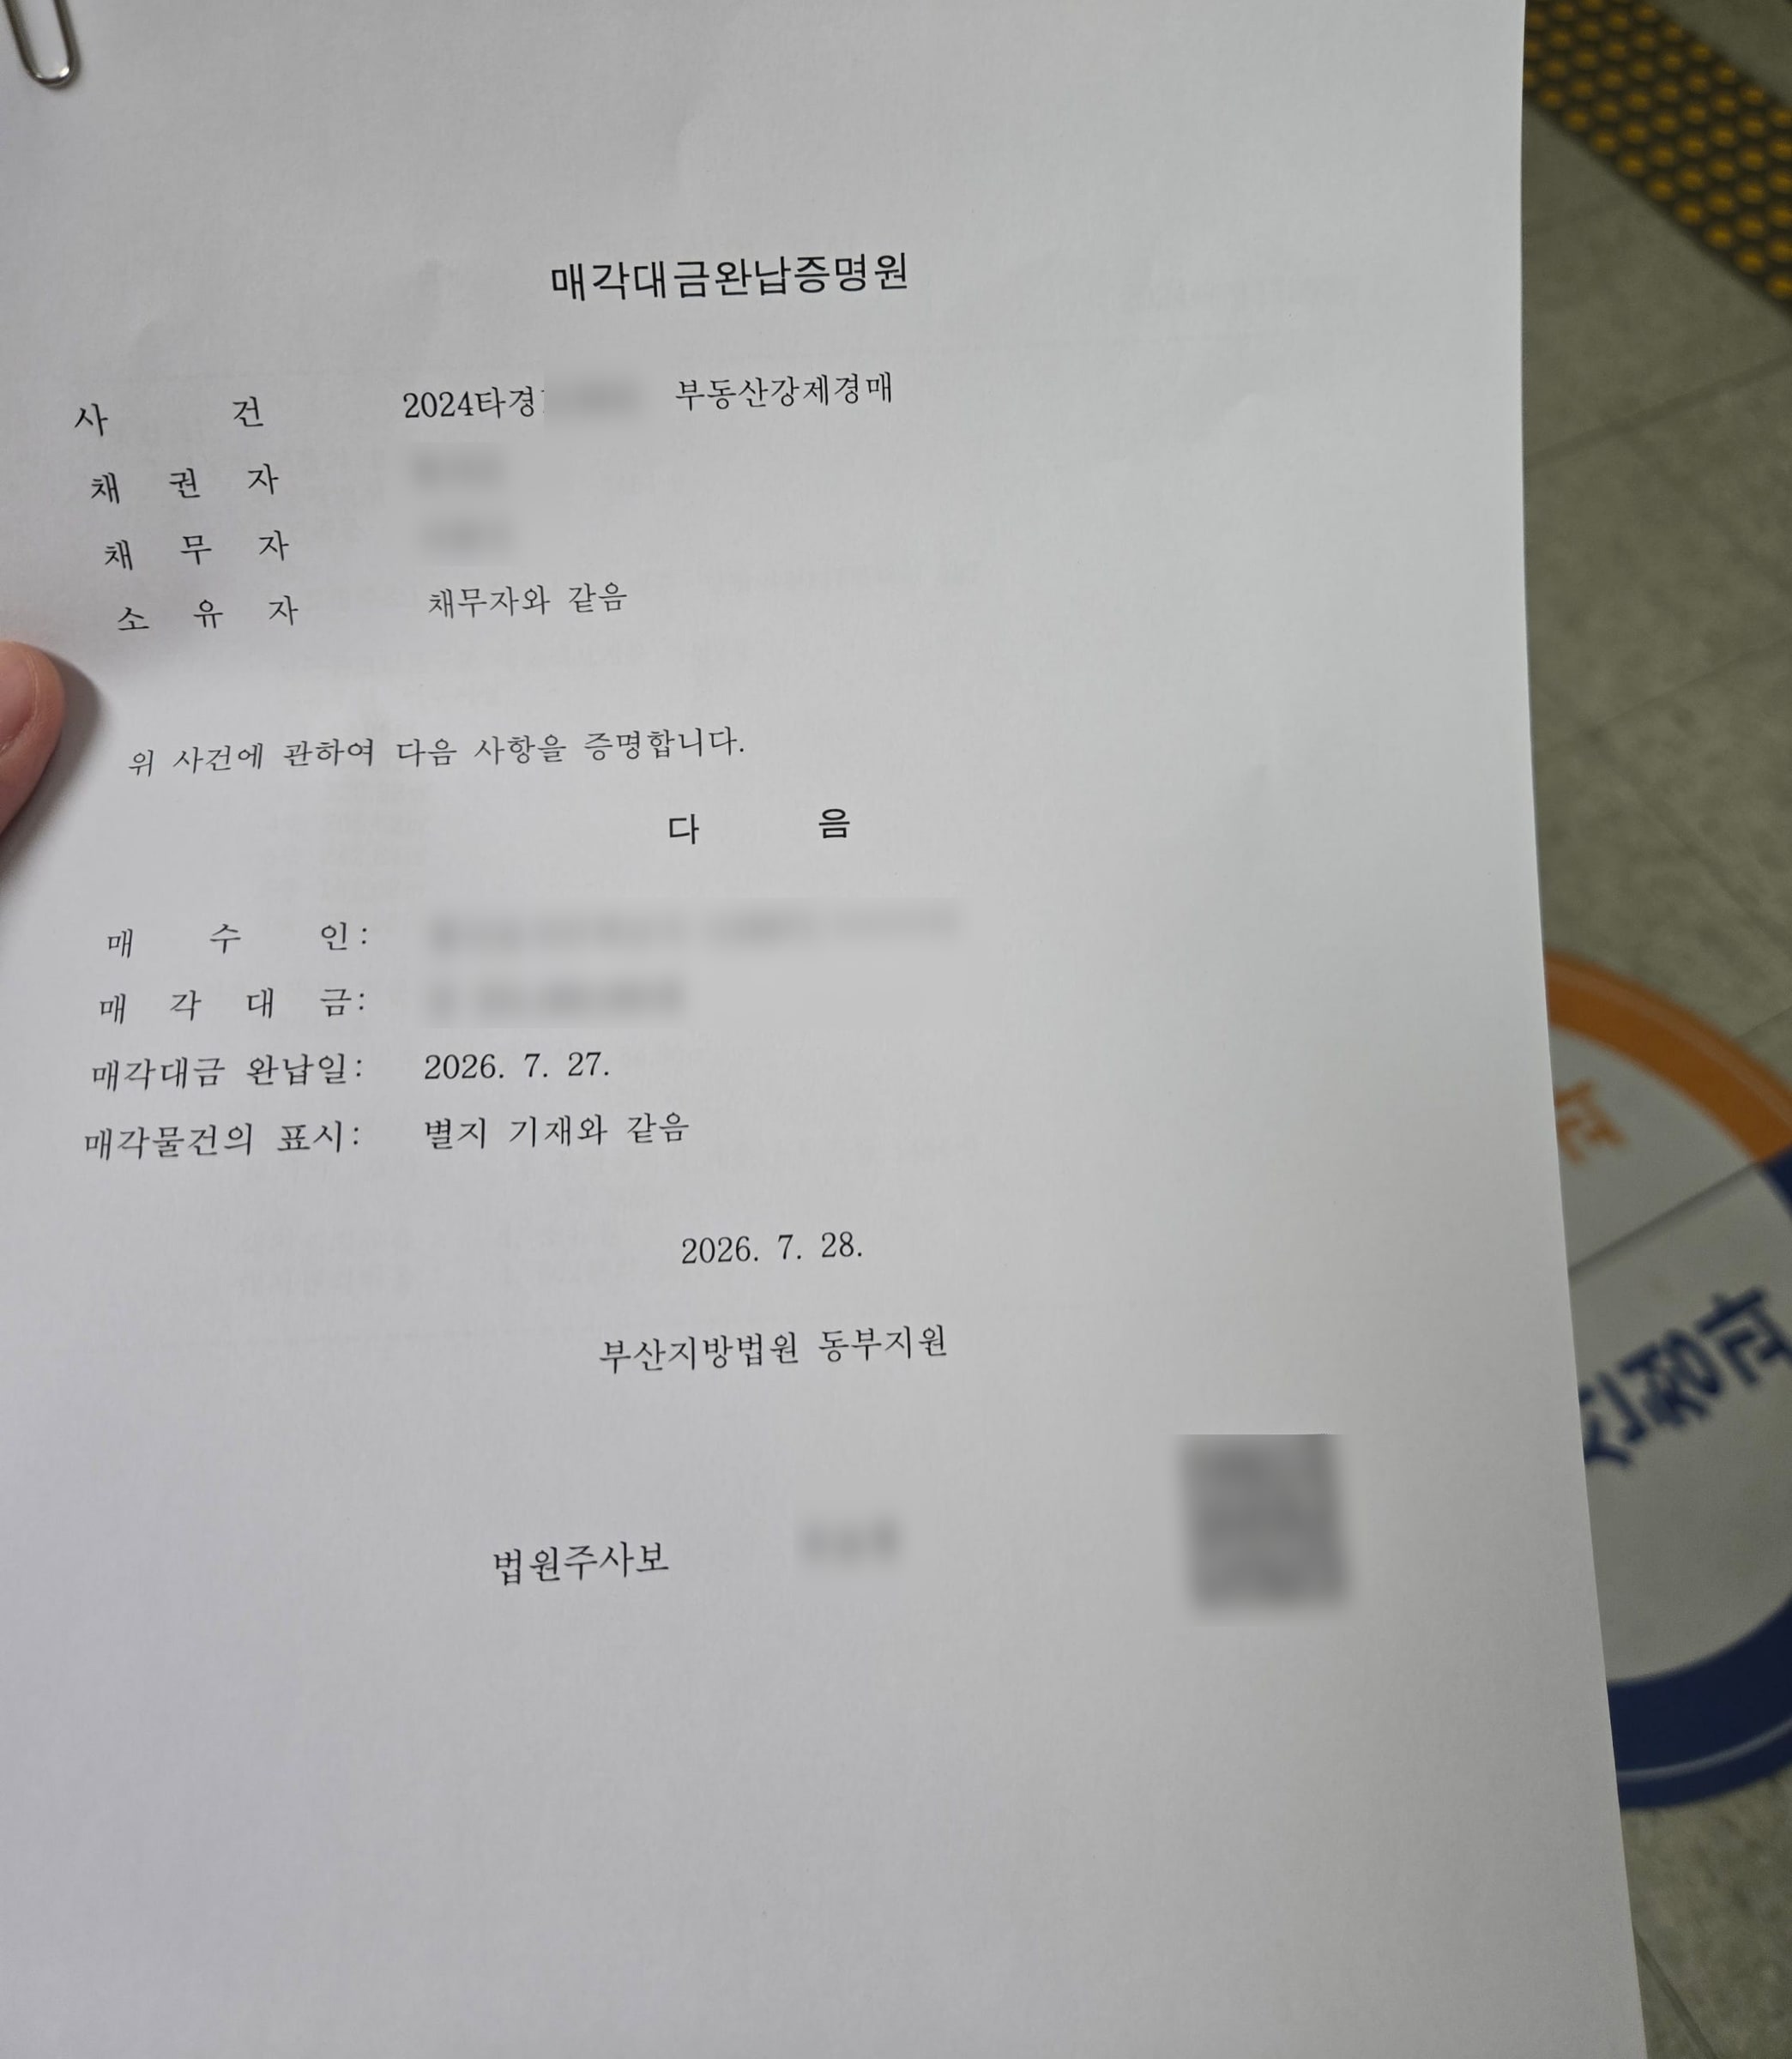 매각대금완납증명원
사 건 2024타경 부동산강제경매
채 권 자
채 무 자
소 유 자 채무자와 같음
위 사건에 관하여 다음 사항을 증명합니다.
다 음
매 수 인:
매 각 대 금:
매각대금 완납일: 2026. 7. 27.
매각물건의 표시: 별지 기재와 같음
2026. 7. 28.
부산지방법원 동부지원
법원주사보